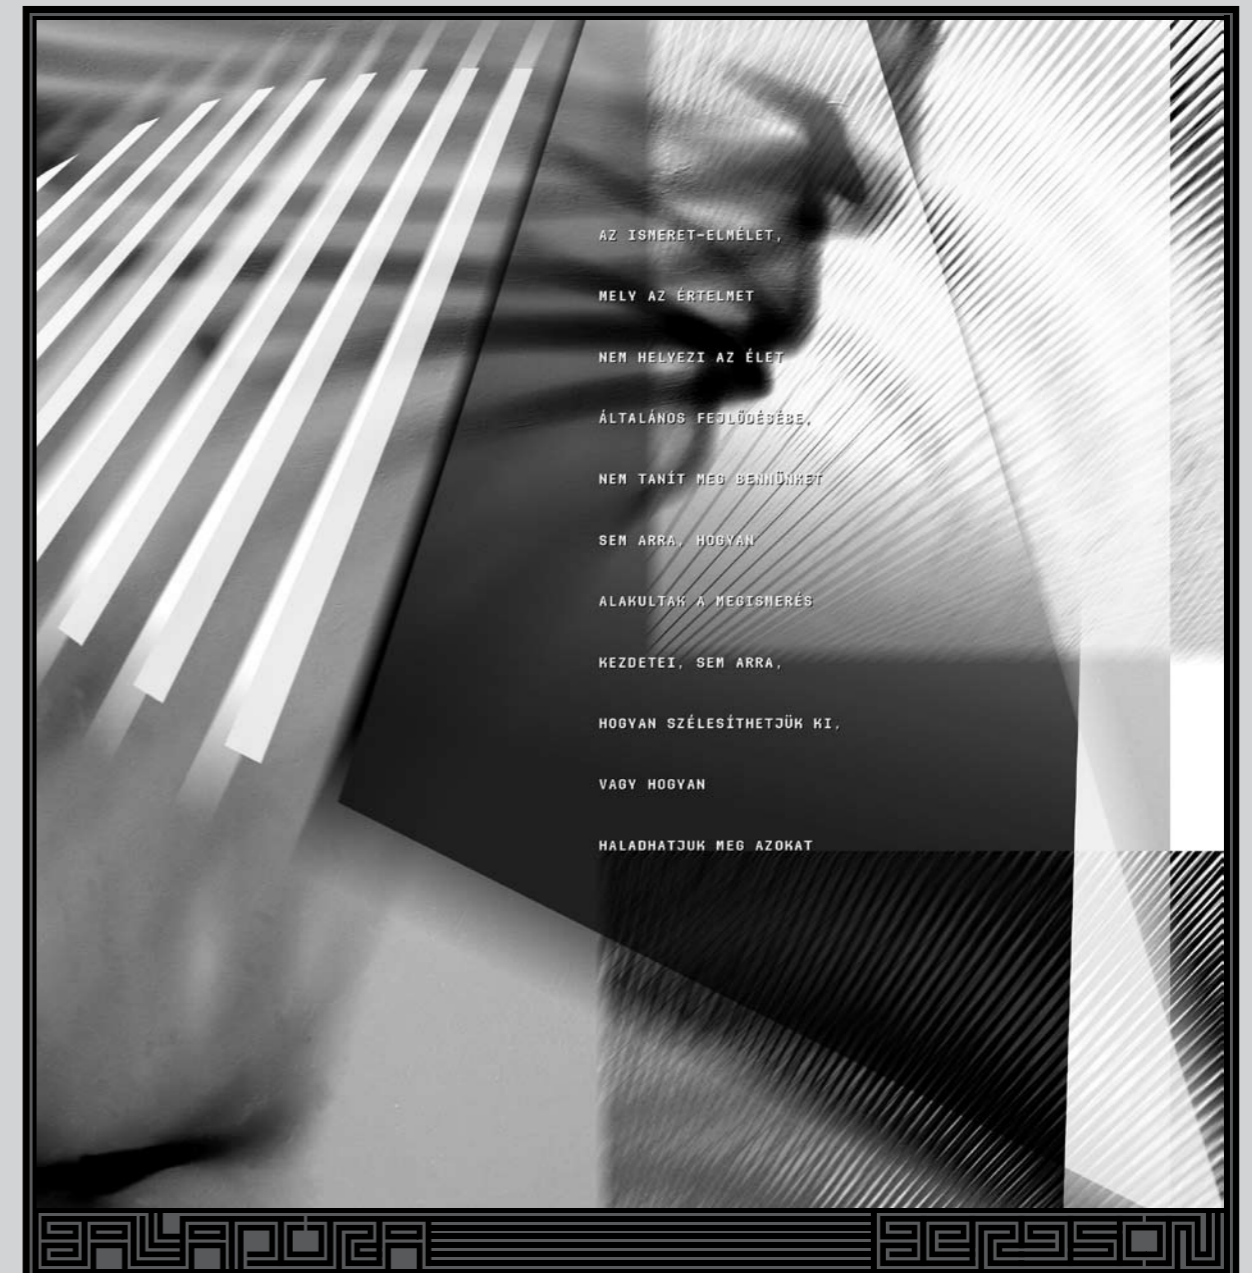 AZ ISMERET-ELMÉLET,
MELY AZ ÉRTELMET
NEM HELYEZI AZ ÉLET
ÁLTALÁNOS FEJLŐDÉSÉBE,
NEM TANÍT MEG BENNÜNKET
SEM ARRA, HOGYAN
ALAKULTAK A MEGISMERÉS
KEZDETEI, SEM ARRA,
HOGYAN SZÉLESÍTHETJÜK KI,
VAGY HOGYAN
HALADHATJUK MEG AZOKAT